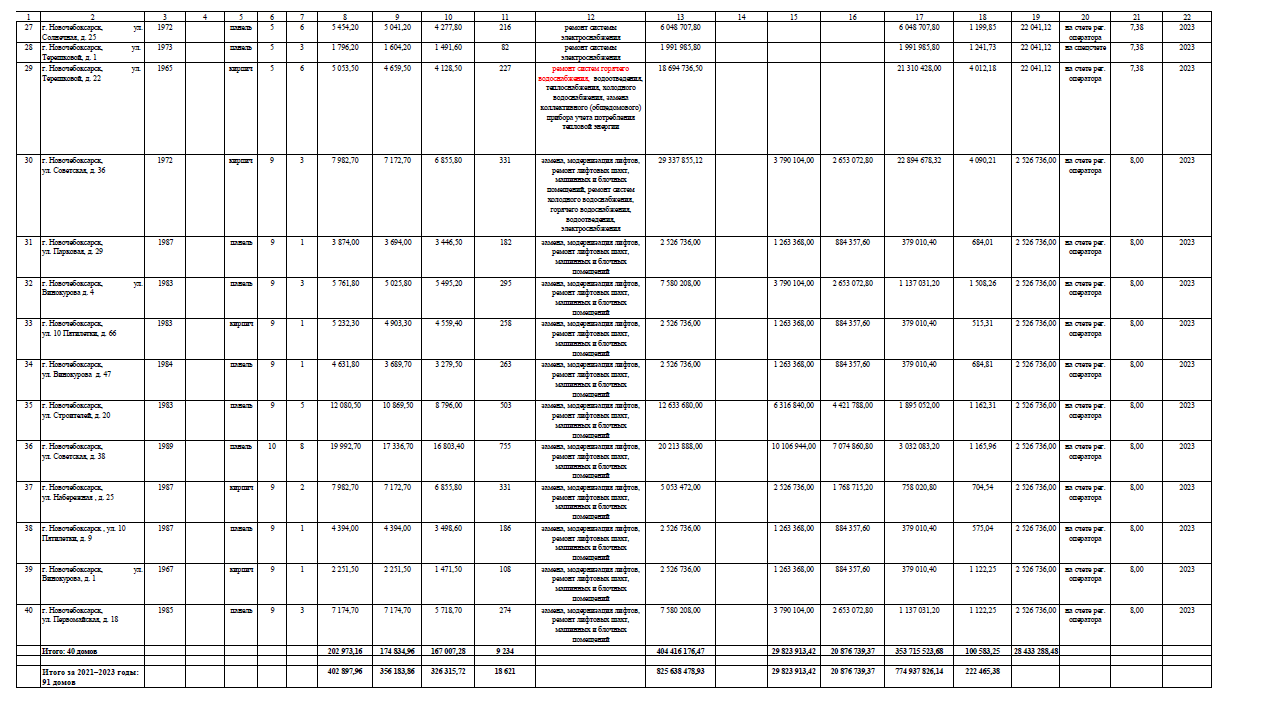 1 2 3 4 5 6 7 8 9 10 11 12 13 14 15 16 17 18 19 20 21 22
27 г. Новочебоксарск, ул. 1972 панель 5 6 5 454,20 5 041,20 4 277,80 216 ремонт системы 6 048 707,80 6 048 707,80 1 199,85 22 041,12 на счете рег. 7,38 2023
Солнечная, д. 25 электроснабжения оператора
28 г. Новочебоксарск, ул. 1973 панель 5 3 1 796,20 1 604,20 1 491,60 82 ремонт системы 1 991 985,80 1 991 985,80 1 241,73 22 041,12 на спецсчете 7,38 2023
Терешковой, д. 1 электроснабжения
29 г. Новочебоксарск, ул. 1965 кирпич 5 6 5 053,50 4 659,50 4 128,50 227 ремонт систем горячего 18 694 736,50 21 310 428,00 4 012,18 22 041,12 на счете рег. 7,38 2023
Терешковой, д. 22 водоснабжения, водоотведения, оператора
теплоснабжения, холодного
водоснабжения, замена
коллективного (общедомового)
прибора учета потребления
тепловой энергии
30 г. Новочебоксарск, 1972 кирпич 9 3 7 982,70 7 172,70 6 855,80 331 замена, модернизация лифтов, 29 337 855,12 3 790 104,00 2 653 072,80 22 894 678,32 4 090,21 2 526 736,00 на счете рег. 8,00 2023
ул. Советская, д. 36 ремонт лифтовых шахт, оператора
машинных и блочных
помещений, ремонт систем
холодного водоснабжения,
горячего водоснабжения,
водоотведения,
электроснабжения
31 г. Новочебоксарск, 1987 панель 9 1 3 874,00 3 694,00 3 446,50 182 замена, модернизация лифтов, 2 526 736,00 1 263 368,00 884 357,60 379 010,40 684,01 2 526 736,00 на счете рег. 8,00 2023
ул. Парковая, д. 29 ремонт лифтовых шахт, оператора
машинных и блочных
помещений
32 г. Новочебоксарск, ул. 1983 панель 9 3 5 761,80 5 025,80 5 495,20 295 замена, модернизация лифтов, 7 580 208,00 3 790 104,00 2 653 072,80 1 137 031,20 1 508,26 2 526 736,00 на счете рег. 8,00 2023
Винокурова д. 4 ремонт лифтовых шахт, оператора
машинных и блочных
помещений
33 г. Новочебоксарск, 1983 кирпич 9 1 5 232,30 4 903,30 4 559,40 258 замена, модернизация лифтов, 2 526 736,00 1 263 368,00 884 357,60 379 010,40 515,31 2 526 736,00 на счете рег. 8,00 2023
ул. 10 Пятилетки, д. 66 ремонт лифтовых шахт, оператора
машинных и блочных
помещений
34 г. Новочебоксарск, 1984 панель 9 1 4 631,80 3 689,70 3 279,50 263 замена, модернизация лифтов, 2 526 736,00 1 263 368,00 884 357,60 379 010,40 684,81 2 526 736,00 на счете рег. 8,00 2023
ул. Винокурова д. 47 ремонт лифтовых шахт, оператора
машинных и блочных
помещений
35 г. Новочебоксарск, 1983 панель 9 5 12 080,50 10 869,50 8 796,00 503 замена, модернизация лифтов, 12 633 680,00 6 316 840,00 4 421 788,00 1 895 052,00 1 162,31 2 526 736,00 на счете рег. 8,00 2023
ул. Строителей, д. 20 ремонт лифтовых шахт, оператора
машинных и блочных
помещений
36 г. Новочебоксарск, 1989 панель 10 8 19 992,70 17 336,70 16 803,40 755 замена, модернизация лифтов, 20 213 888,00 10 106 944,00 7 074 860,80 3 032 083,20 1 165,96 2 526 736,00 на счете рег. 8,00 2023
ул. Советская, д. 38 ремонт лифтовых шахт, оператора
машинных и блочных
помещений
37 г. Новочебоксарск, 1987 кирпич 9 2 7 982,70 7 172,70 6 855,80 331 замена, модернизация лифтов, 5 053 472,00 2 526 736,00 1 768 715,20 758 020,80 704,54 2 526 736,00 на счете рег. 8,00 2023
ул. Набережная , д. 25 ремонт лифтовых шахт, оператора
машинных и блочных
помещений
38 г. Новочебоксарск , ул. 10 1987 панель 9 1 4 394,00 4 394,00 3 498,60 186 замена, модернизация лифтов, 2 526 736,00 1 263 368,00 884 357,60 379 010,40 575,04 2 526 736,00 на счете рег. 8,00 2023
Пятилетки, д. 9 ремонт лифтовых шахт, оператора
машинных и блочных
помещений
39 г. Новочебоксарск, ул. 1967 кирпич 9 1 2 251,50 2 251,50 1 471,50 108 замена, модернизация лифтов, 2 526 736,00 1 263 368,00 884 357,60 379 010,40 1 122,25 2 526 736,00 на счете рег. 8,00 2023
Винокурова, д. 1 ремонт лифтовых шахт, оператора
машинных и блочных
помещений
40 г. Новочебоксарск, 1985 панель 9 3 7 174,70 7 174,70 5 718,70 274 замена, модернизация лифтов, 7 580 208,00 3 790 104,00 2 653 072,80 1 137 031,20 1 122,25 2 526 736,00 на счете рег. 8,00 2023
ул. Первомайская, д. 18 ремонт лифтовых шахт, оператора
машинных и блочных
помещений
Итого: 40 домов 202 973,16 174 834,96 167 007,28 9 234 404 416 176,47 29 823 913,42 20 876 739,37 353 715 523,68 100 583,25 28 433 288,48
Итого за 2021–2023 годы: 402 897,96 356 183,86 326 315,72 18 621 825 638 478,93 29 823 913,42 20 876 739,37 774 937 826,14 222 465,38
91 домов